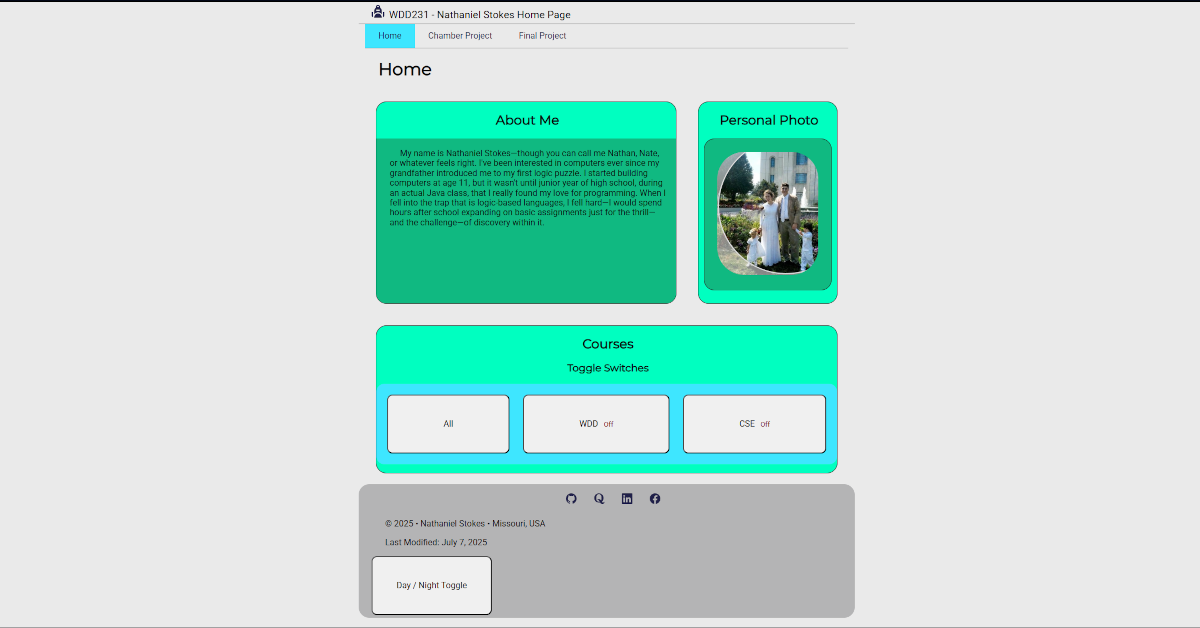 WDD231 - Nathaniel Stokes Home Page
Home
Chamber Project
Final Project
Home
About Me
My name is Nathaniel Stokes—though you can call me Nathan, Nate,
or whatever feels right. I've been interested in computers ever since my
grandfather introduced me to my first logic puzzle. I started building
computers at age 11, but it wasn't until junior year of high school, during
an actual Java class, that I really found my love for programming. When I
fell into the trap that is logic-based languages, I fell hard—I would spend
hours after school expanding on basic assignments just for the thrill—
and the challenge—of discovery within it.
Personal Photo
Courses
Toggle Switches
All
WDD Off
CSE Off
© 2025 • Nathaniel Stokes • Missouri, USA
Last Modified: July 7, 2025
Day / Night Toggle